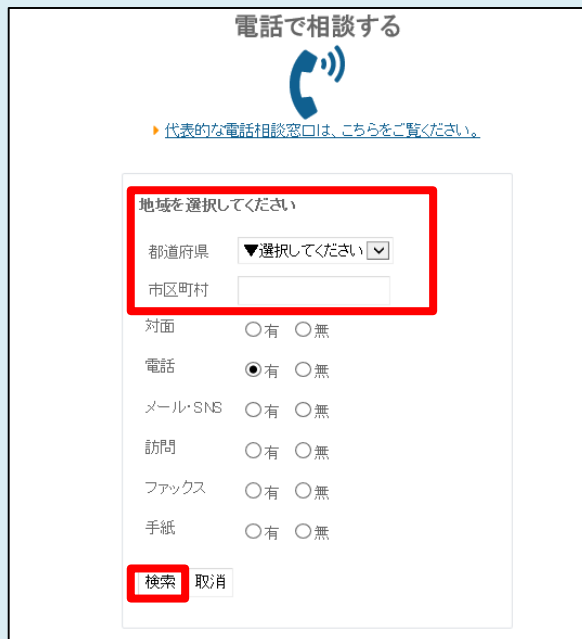 電話で相談する
代表的な電話相談窓口は、こちらをご覧ください。
地域を選択してください
都道府県 ▼選択してください
市区町村
対面 有 無
電話 有 無
メール・SNS 有 無
訪問 有 無
ファックス 有 無
手紙 有 無
検索 取消